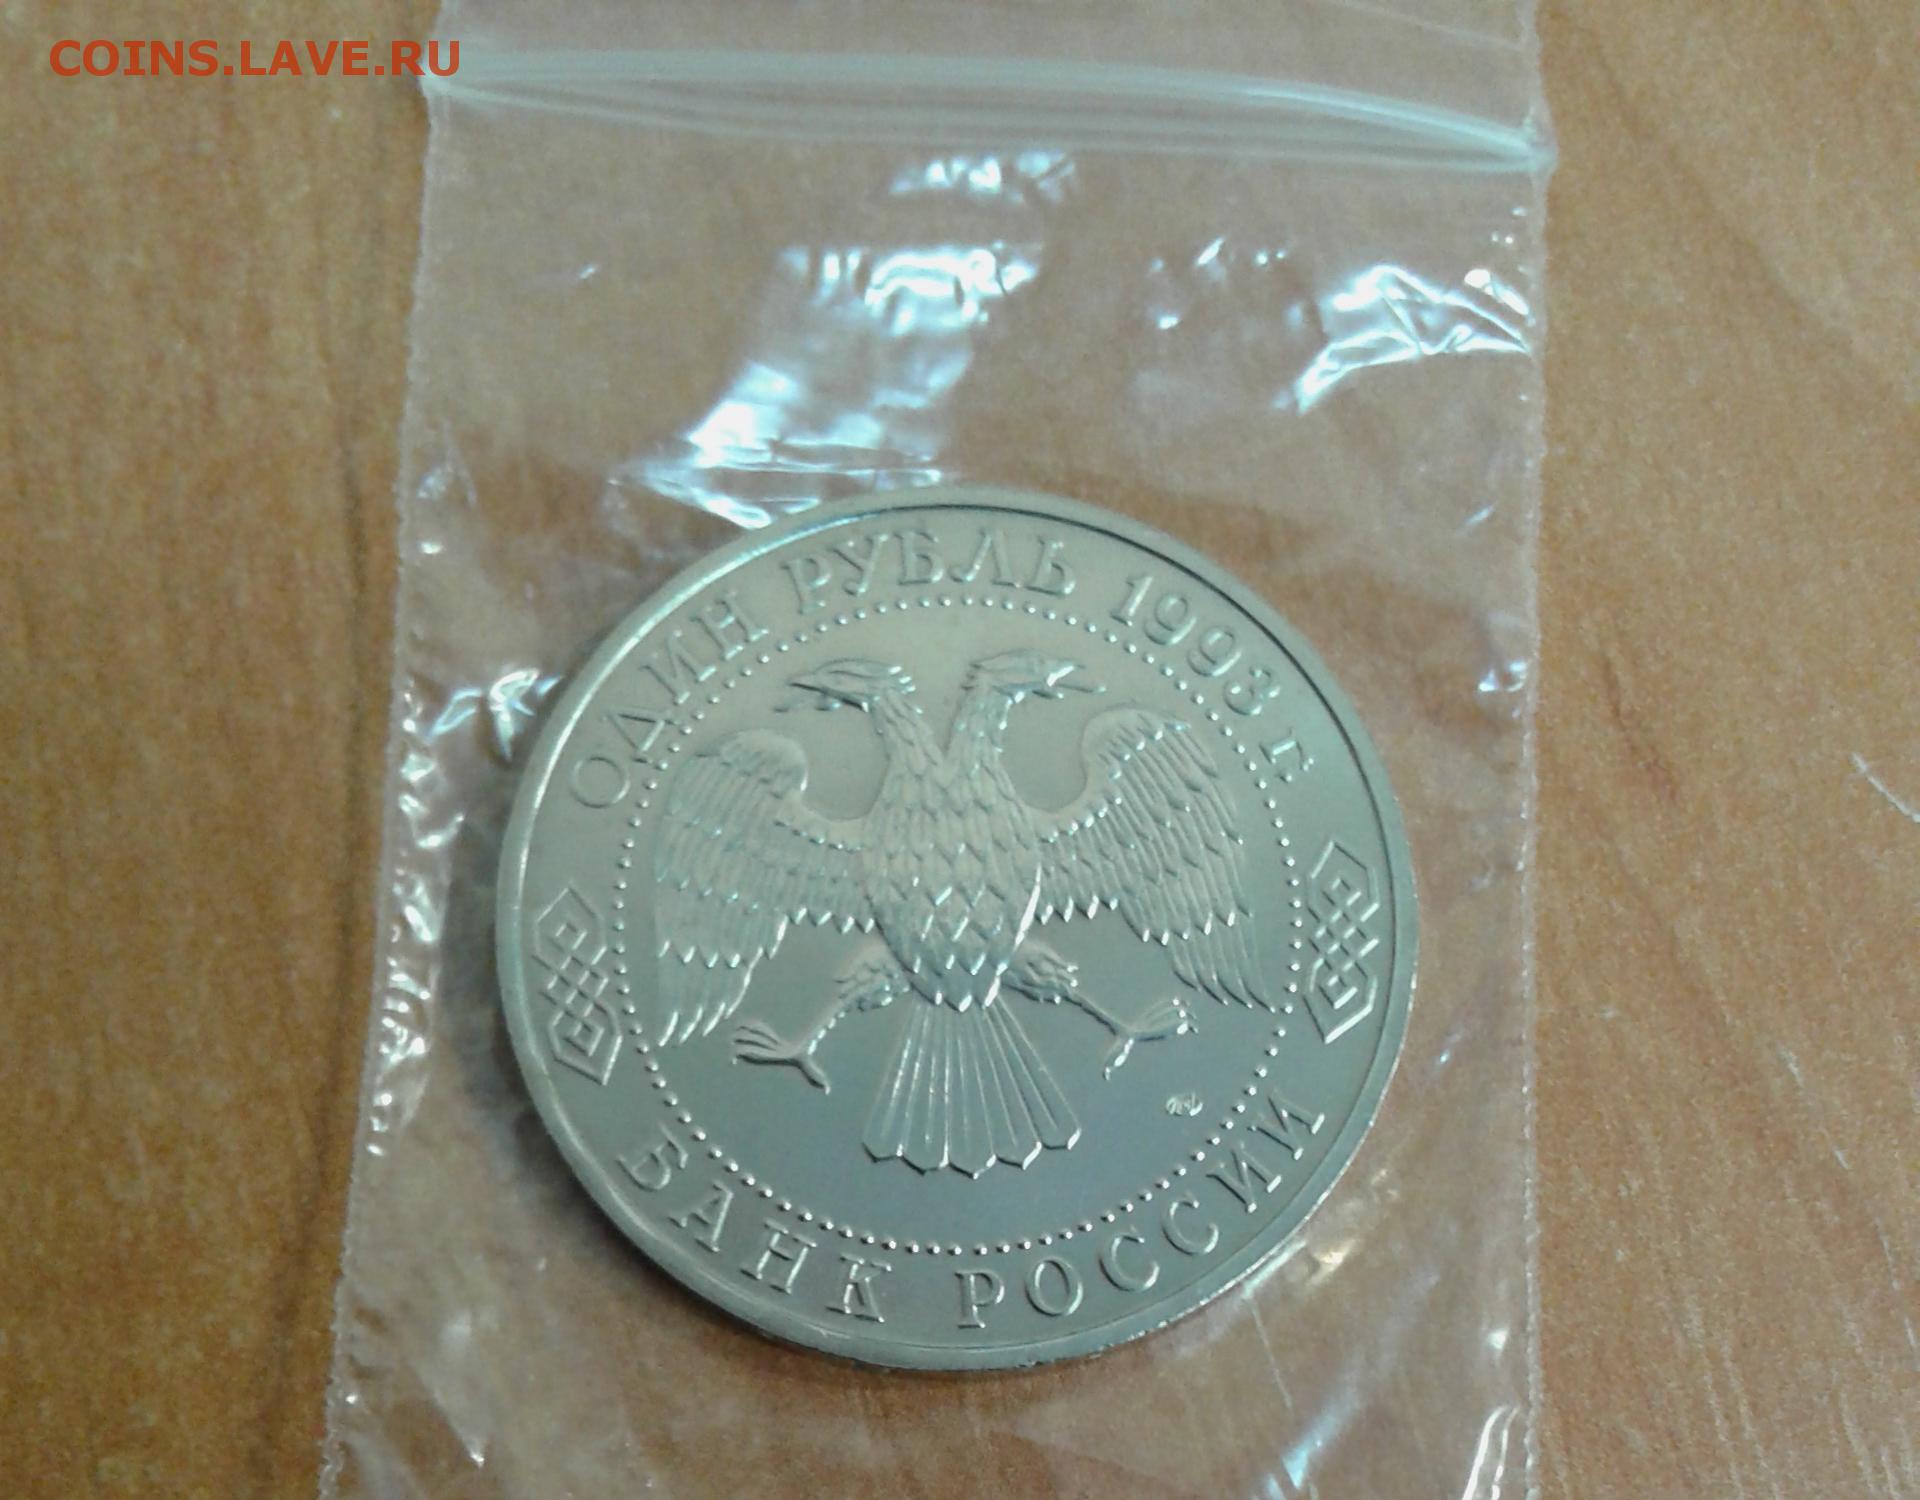 COINS.LAVE.RU
ОДИН РУБЛЬ 1993 г.
БАНК РОССИИ